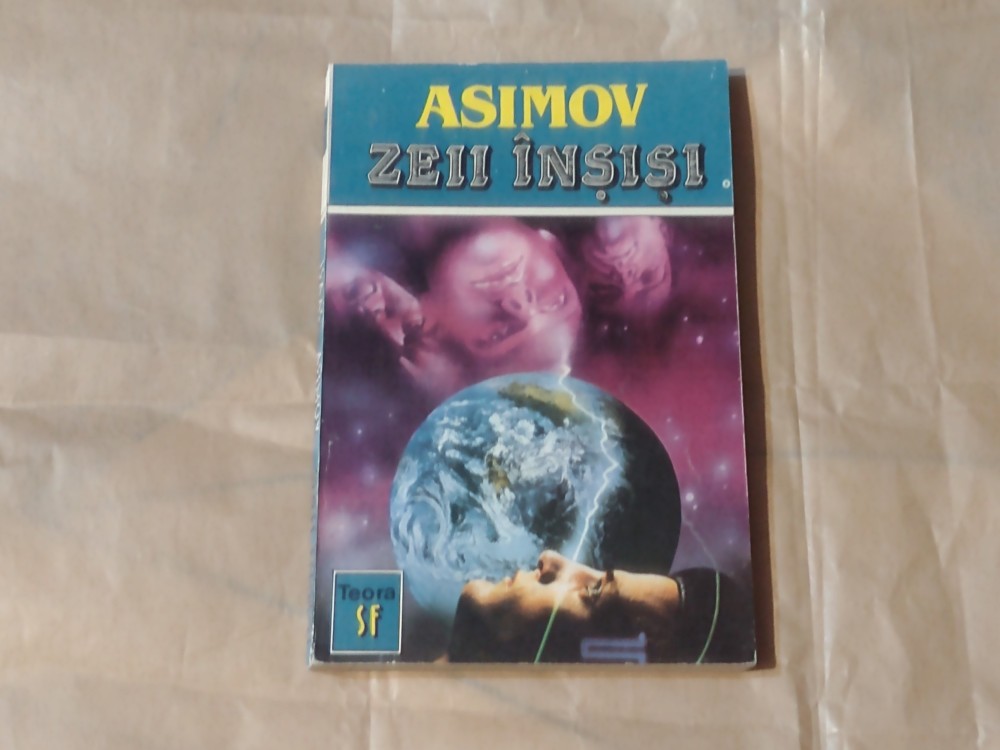 ASIMOV
ZEII ÎNȘIȘI
Teora
SF